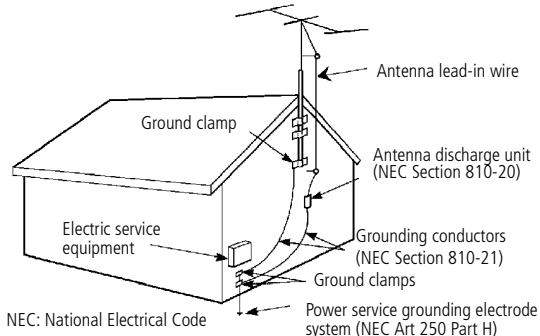 Antenna lead-in wire
Ground clamp
Antenna discharge unit
(NEC Section 810-20)
Electric service
equipment
Grounding conductors
(NEC Section 810-21)
Ground clamps
NEC: National Electrical Code
Power service grounding electrode
system (NEC Art 250 Part H)